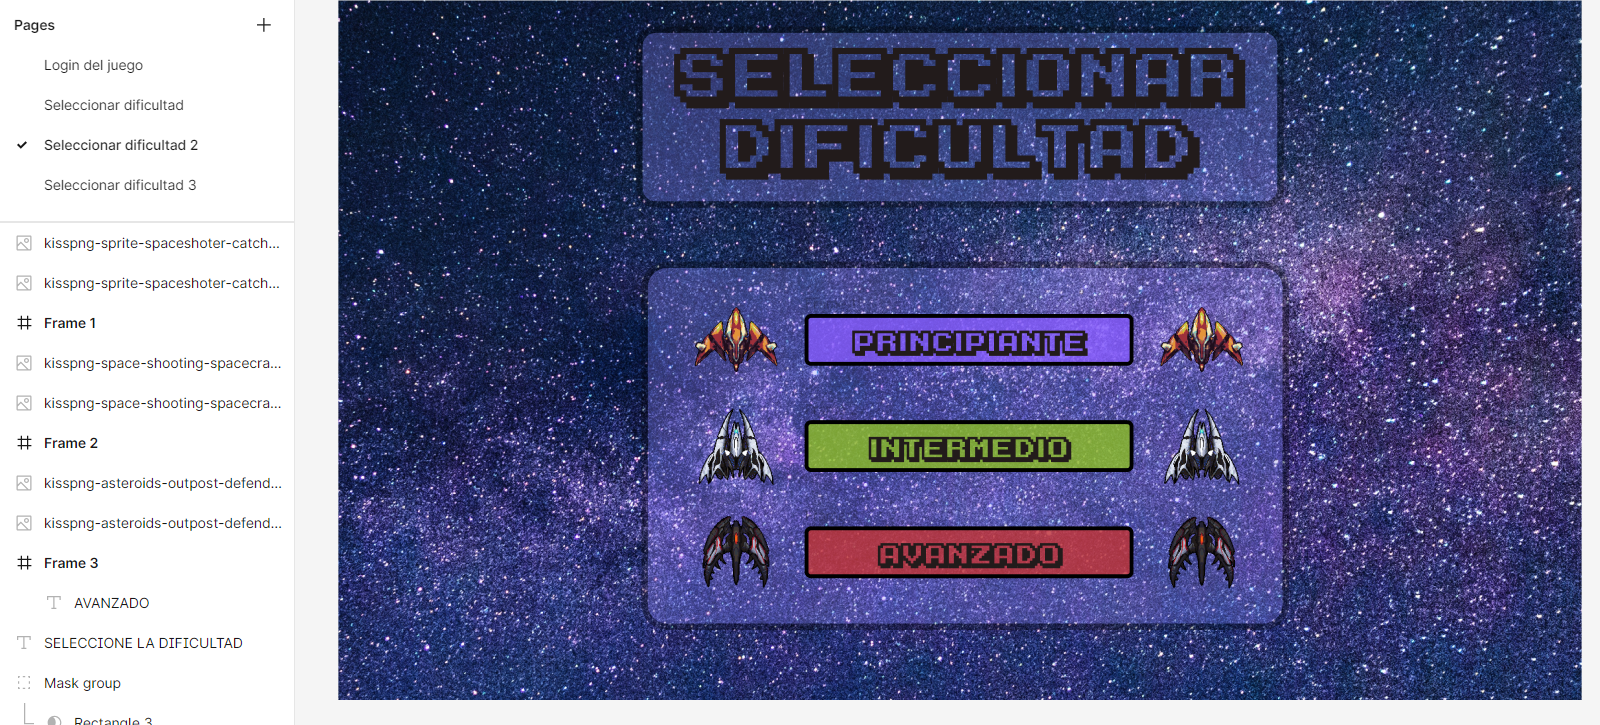 Pages
Login del juego
Seleccionar dificultad
Seleccionar dificultad 2
Seleccionar dificultad 3
kisspng-sprite-spaceshoter-catch...
kisspng-sprite-spaceshoter-catch...
Frame 1
kisspng-space-shooting-spacecra...
kisspng-space-shooting-spacecra...
Frame 2
kisspng-asteroids-outpost-defend...
kisspng-asteroids-outpost-defend...
Frame 3
AVANZADO
SELECCIONE LA DIFICULTAD
Mask group
Rectangle 3
SELECCIONAR
DIFICULTAD
PRINCIPIANTE
INTERMEDIO
AVANZADO